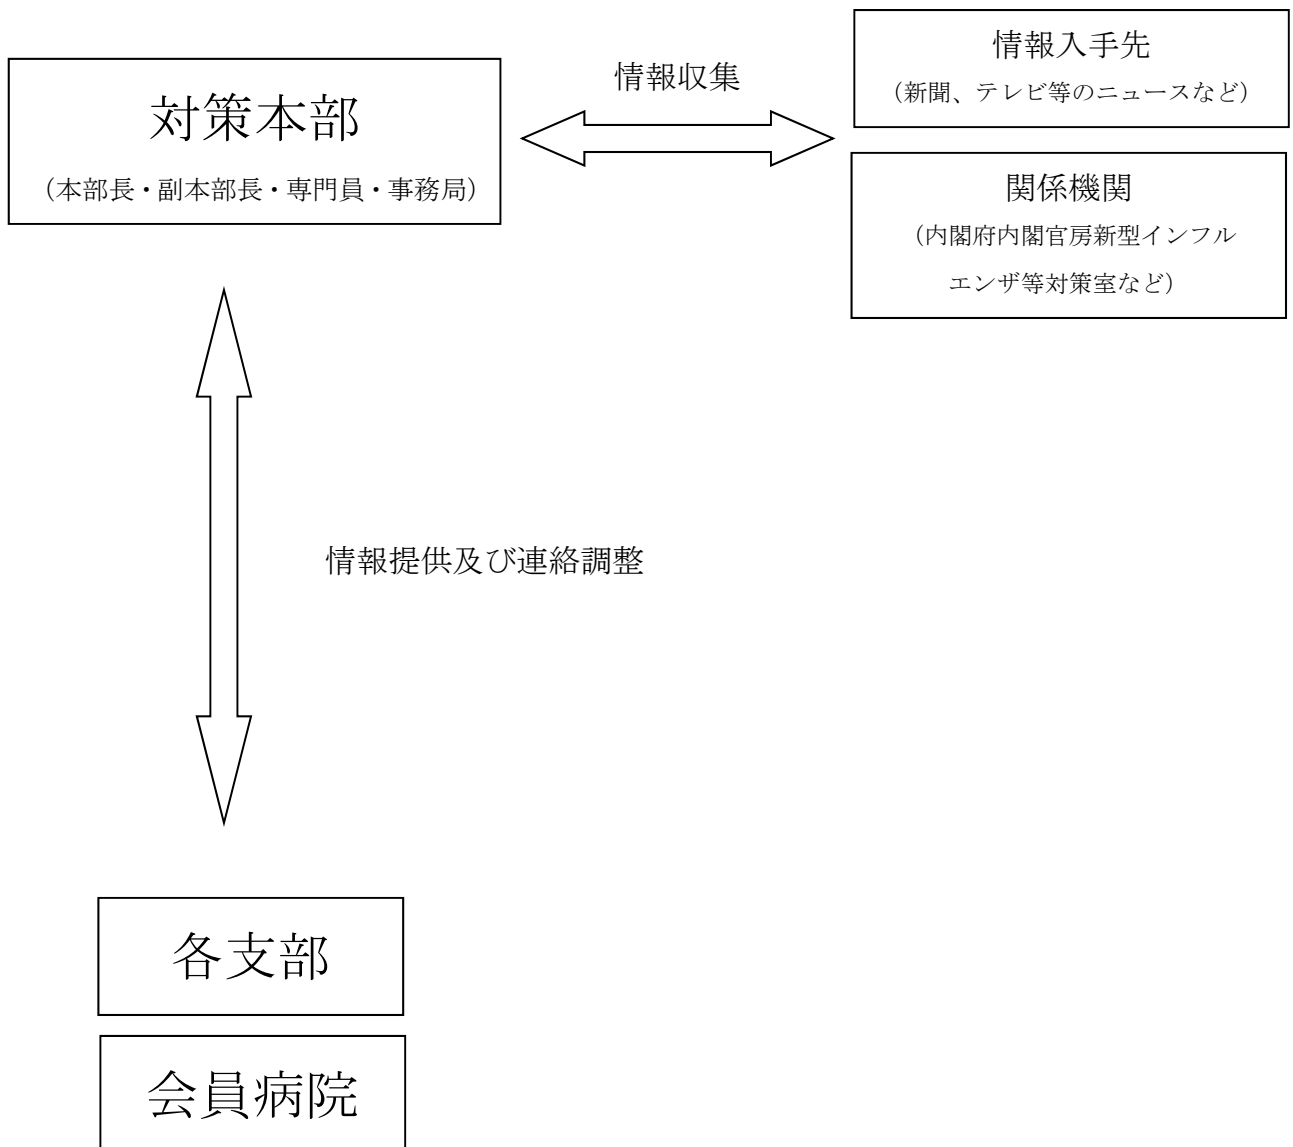 対策本部
（本部長・副本部長・専門員・事務局）
情報収集
情報入手先
（新聞、テレビ等のニュースなど）
関係機関
（内閣府内閣官房新型インフル
エンザ等対策室など）
情報提供及び連絡調整
各支部
会員病院